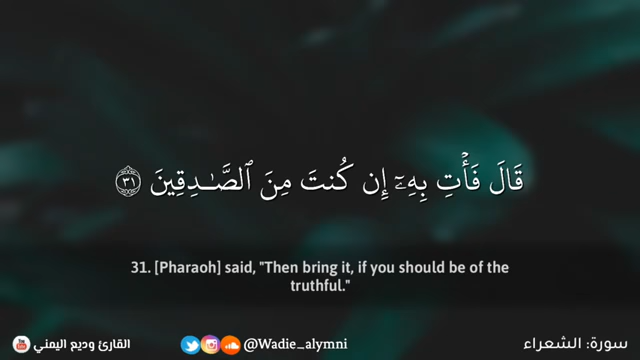 قَالَ فَأۡتِ بِهِۦٓ إِن كُنتَ مِنَ ٱلصَّـٰدِقِينَ ٣١
31. [Pharaoh] said, "Then bring it, if you should be of the
truthful."
القارئ وديع اليمني @Wadie_alymni سورة: الشعراء